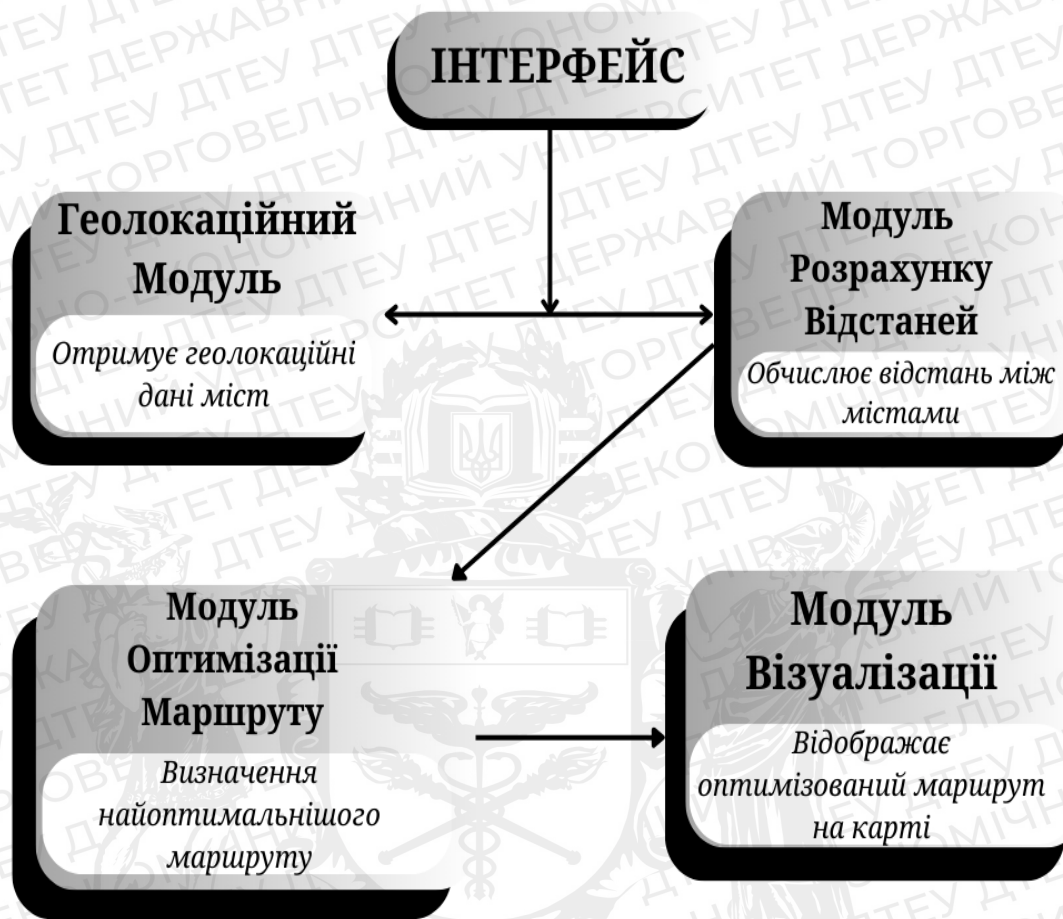 ІНТЕРФЕЙС
Геолокаційний
Модуль
Отримує геолокаційні
дані міст
Модуль
Розрахунку
Відстаней
Обчислює відстань між
містами
Модуль
Оптимізації
Маршруту
Визначення
найоптимальнішого
маршруту
Модуль
Візуалізації
Відображає
оптимізований маршрут
на карті